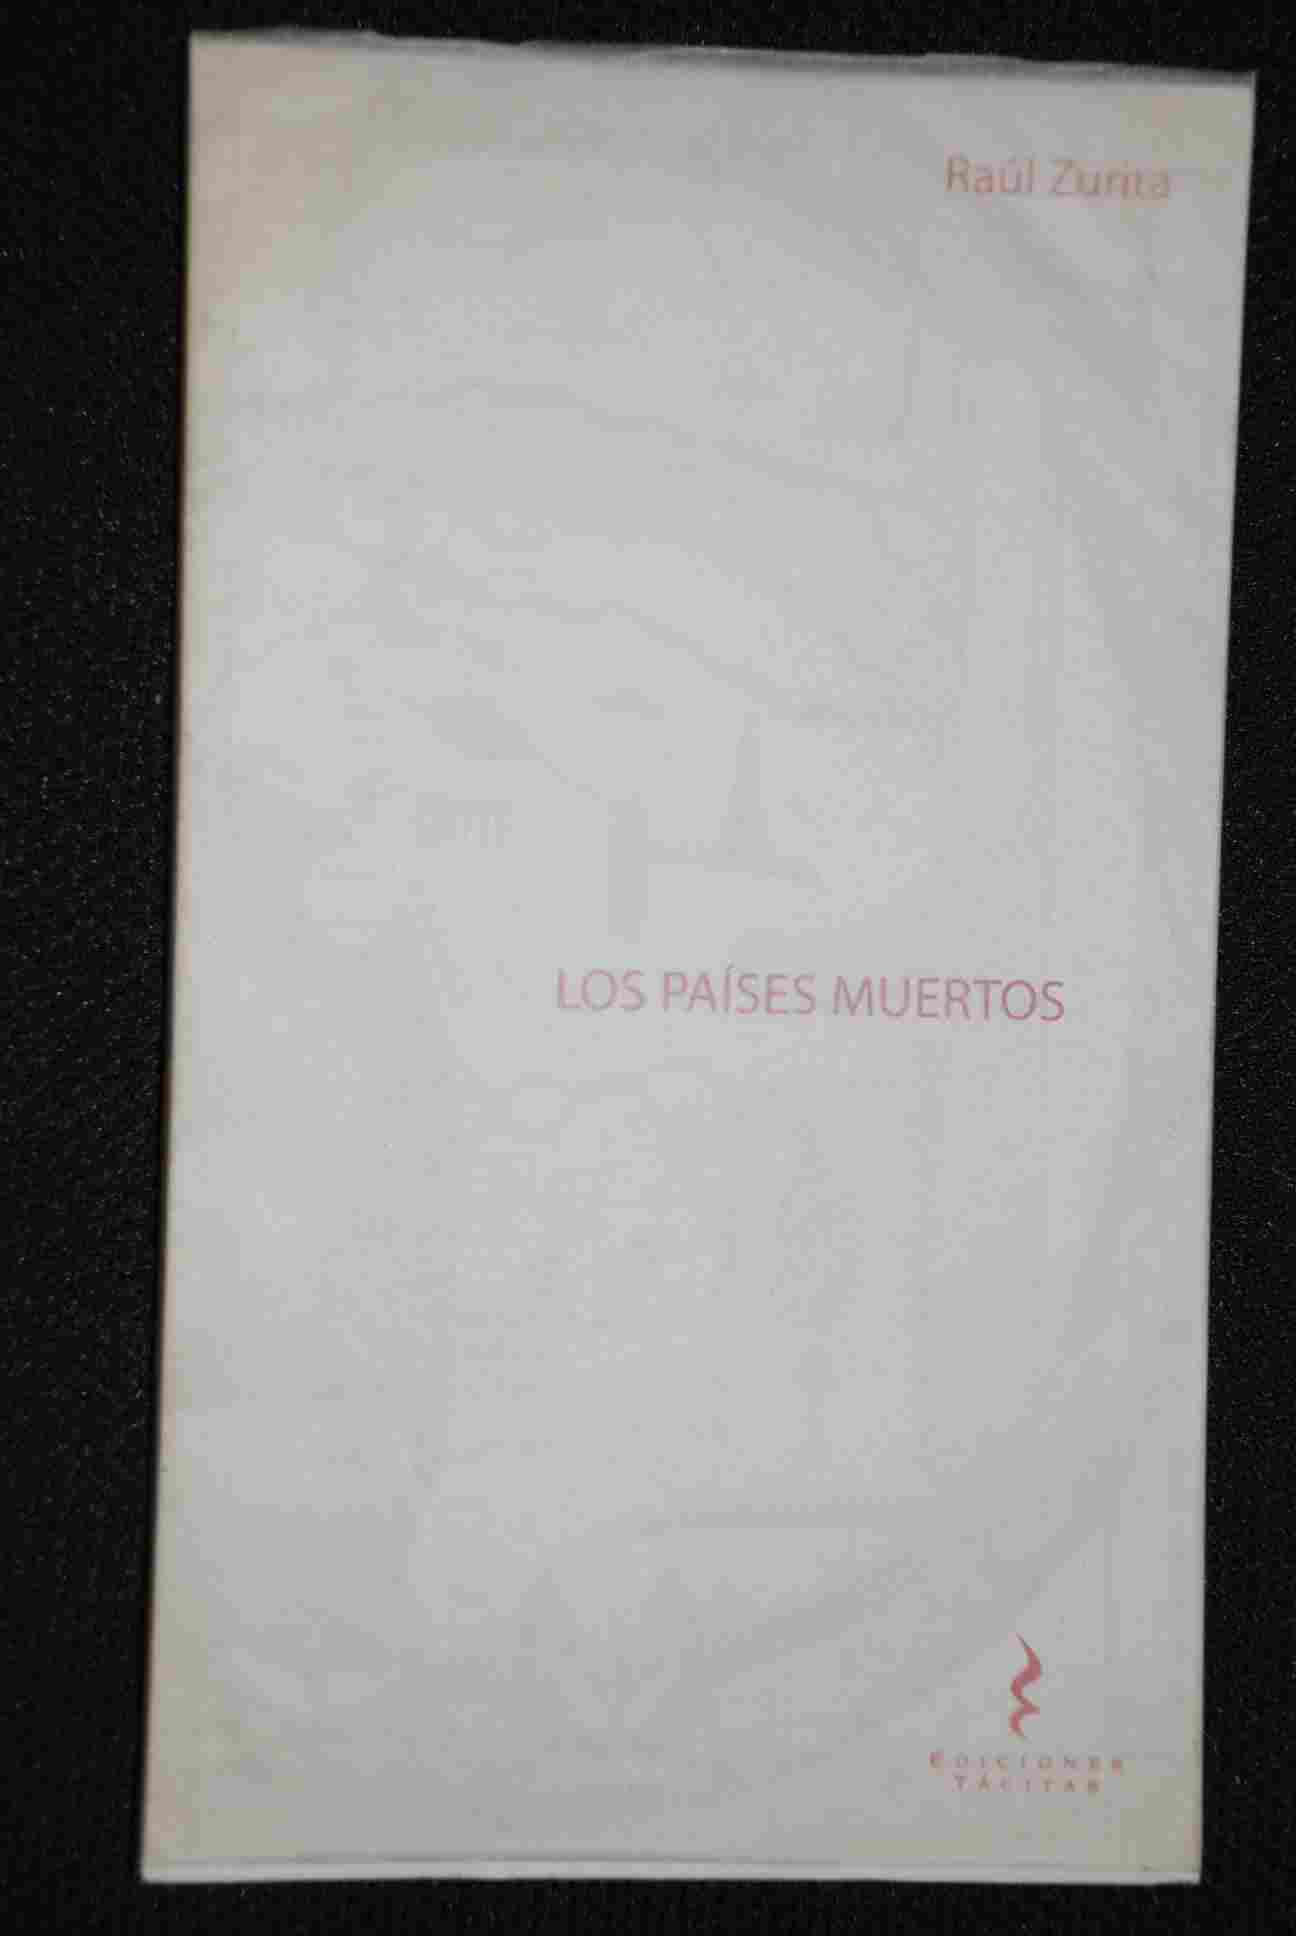 Raúl Zurita
LOS PAÍSES MUERTOS
EDICIONES
TÁCITAS